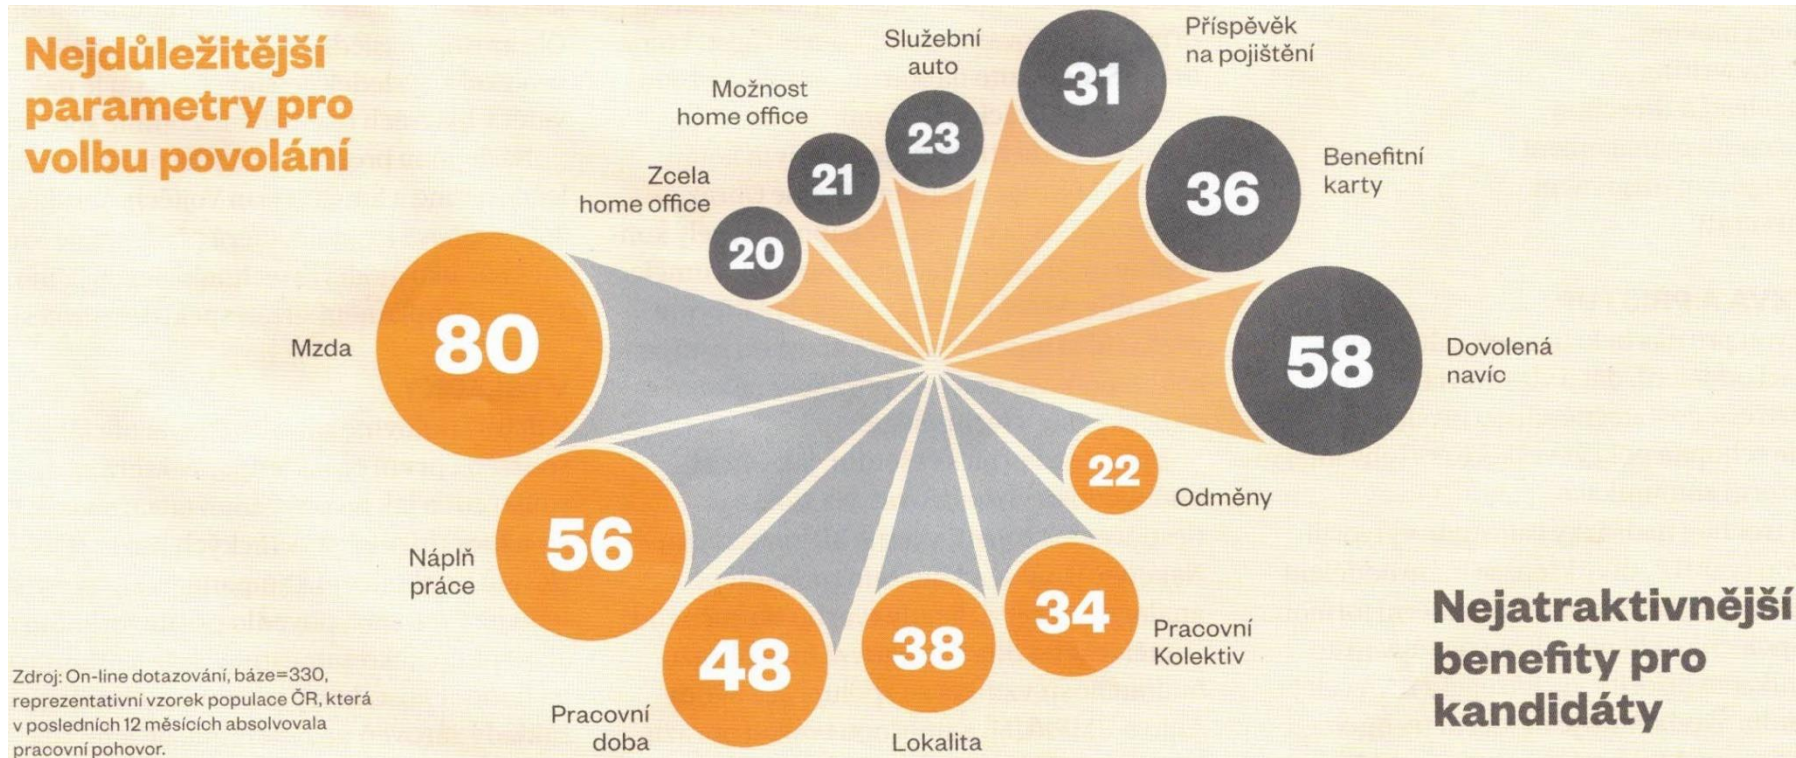 Nejdůležitější
parametry pro
volbu povolání
Služební
auto
Příspěvek
na pojištění
31
Možnost
home office
23
Benefitní
karty
36
Zcela
home office
21
20
Mzda
80
58
Dovolená
navíc
22
Odměny
Náplň
práce
56
48
38
34
Pracovní
Kolektiv
Pracovní
doba
Lokalita
Nejatraktivnější
benefity pro
kandidáty
Zdroj: On-line dotazování, báze=330,
reprezentativní vzorek populace ČR, která
v posledních 12 měsících absolvovala
pracovní pohovor.